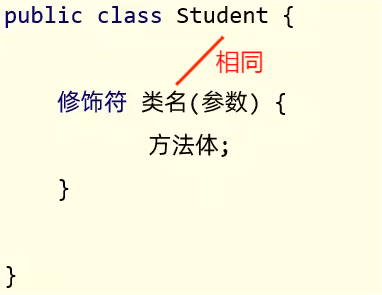 public class Student {
相同
修饰符 类名(参数) {
方法体;
}
}